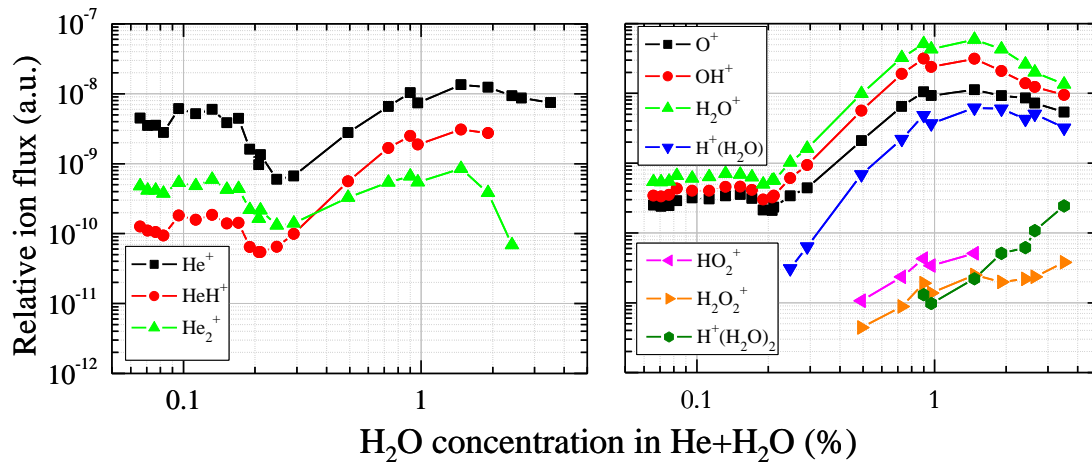 Relative ion flux (a.u.)
10⁻⁷
10⁻⁸
10⁻⁹
10⁻¹⁰
10⁻¹¹
10⁻¹²
He⁺
HeH⁺
He₂⁺
0.1
1
O⁺
OH⁺
H₂O⁺
H⁺(H₂O)
HO₂⁺
H₂O₂⁺
H⁺(H₂O)₂
0.1
1
H₂O concentration in He+H₂O (%)